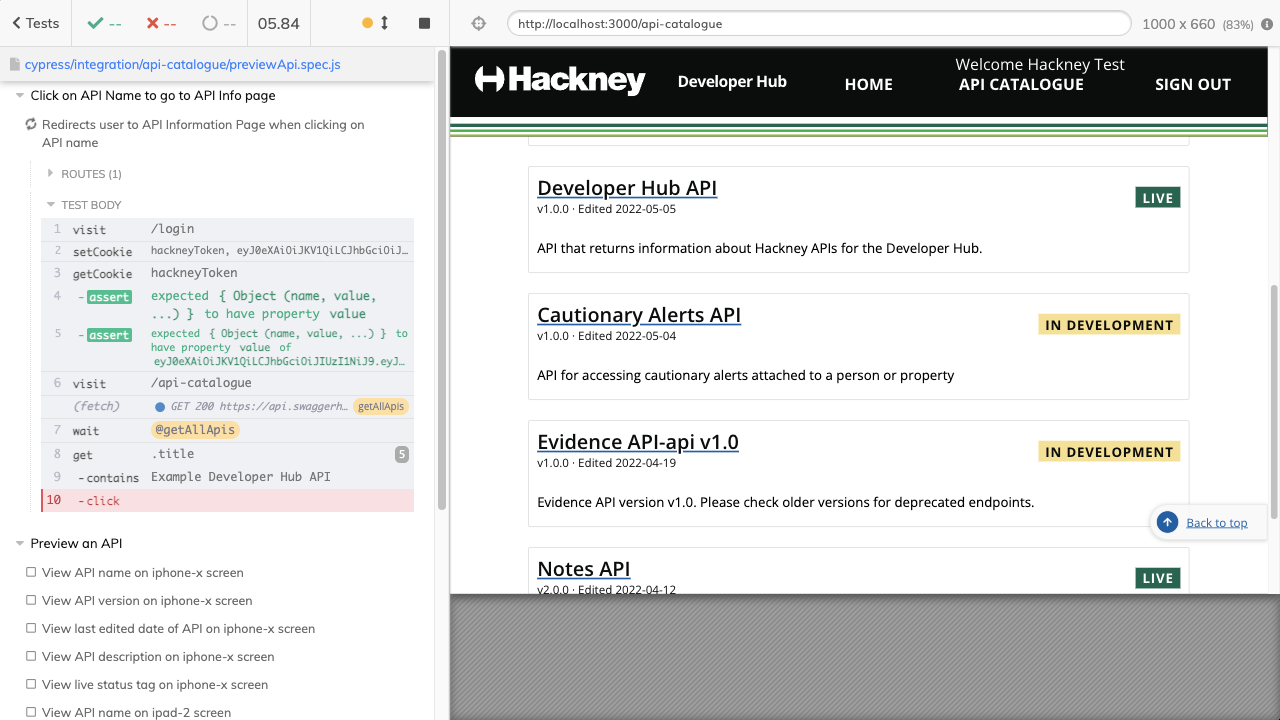 Tests
--
--
--
05.84
http://localhost:3000/api-catalogue
1000 x 660 (83%)
cypress/integration/api-catalogue/previewApi.spec.js
Click on API Name to go to API Info page
Redirects user to API Information Page when clicking on
API name
ROUTES (1)
TEST BODY
1 visit /login
2 setCookie hackneyToken, eyJ0eXAiOiJKV1QiLCJhbGciOiJ…
3 getCookie hackneyToken
4 -assert expected { Object (name, value,
...) } to have property value
5 -assert expected { Object (name, value, ...) } to
have property value of
eyJ0eXAiOiJKV1QiLCJhbGciOiJIUzI1NiJ9.eyJ…
6 visit /api-catalogue
(fetch) GET 200 https://api.swaggerh… getAllApis
7 wait @getAllApis
8 get .title 5
9 -contains Example Developer Hub API
10 -click
Preview an API
View API name on iphone-x screen
View API version on iphone-x screen
View last edited date of API on iphone-x screen
View API description on iphone-x screen
View live status tag on iphone-x screen
View API name on ipad-2 screen
Hackney
Developer Hub
HOME
Welcome Hackney Test
API CATALOGUE
SIGN OUT
Developer Hub API
LIVE
v1.0.0 · Edited 2022-05-05
API that returns information about Hackney APIs for the Developer Hub.
Cautionary Alerts API
IN DEVELOPMENT
v1.0.0 · Edited 2022-05-04
API for accessing cautionary alerts attached to a person or property
Evidence API-api v1.0
IN DEVELOPMENT
v1.0.0 · Edited 2022-04-19
Evidence API version v1.0. Please check older versions for deprecated endpoints.
Back to top
Notes API
LIVE
v2.0.0 · Edited 2022-04-12